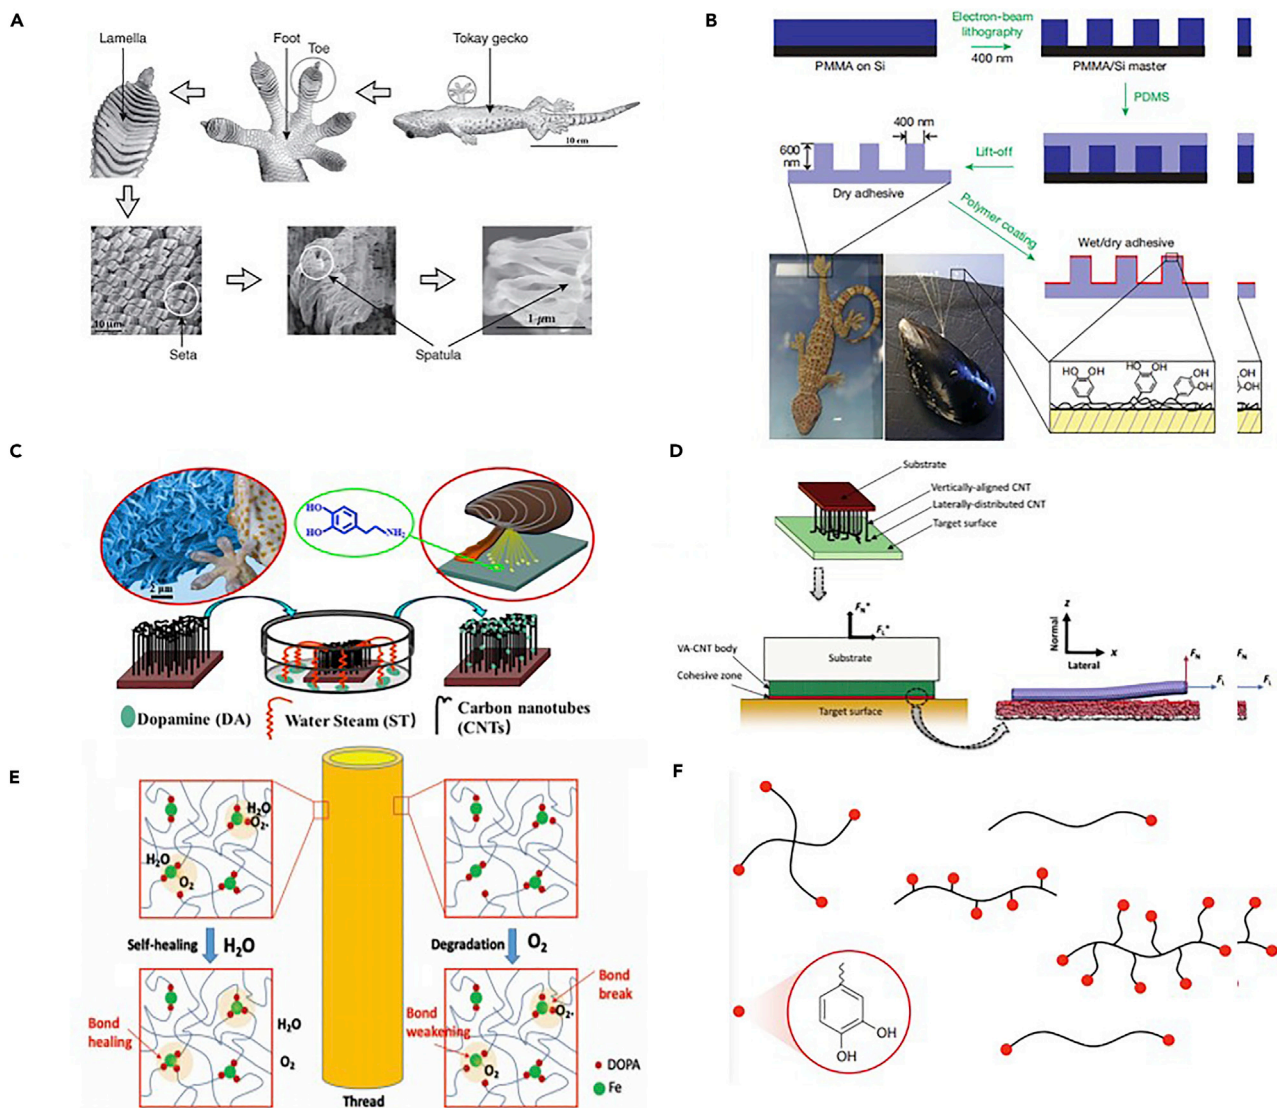 A
Lamella
Foot
Toe
Tokay gecko
10 cm
10 μm
Seta
Spatula
1 μm
B
Electron-beam
lithography
400 nm
PMMA on Si
PMMA/Si master
PDMS
400 nm
600
nm
Lift-off
Dry adhesive
Polymer coating
Wet/dry adhesive
HO OH
HO OH
OH
OH
OH
OH
C
2 μm
HO
HO
NH2
Dopamine (DA)
Water Steam (ST)
Carbon nanotubes
(CNTs)
D
Substrate
Vertically-aligned CNT
Laterally-distributed CNT
Target surface
FN*
FL*
VA-CNT body
Substrate
Cohesive zone
Target surface
Z
Normal
Lateral
X
FN
FL
FN
FL
E
H2O
O2•
H2O
O2
Self-healing
H2O
Degradation
O2
Bond
healing
H2O
O2
Bond
weakening
Bond
break
O2•
O2
DOPA
Fe
Thread
F
OH
OH